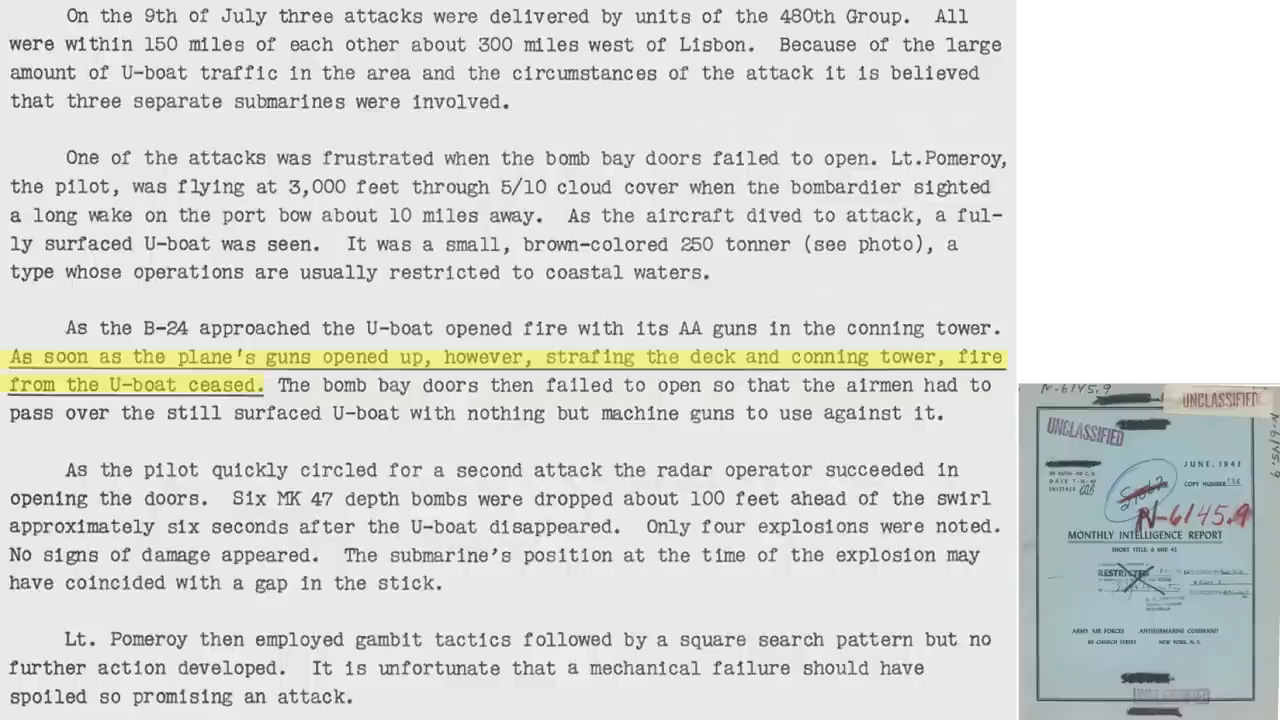 On the 9th of July three attacks were delivered by units of the 480th Group. All
were within 150 miles of each other about 300 miles west of Lisbon. Because of the large
amount of U-boat traffic in the area and the circumstances of the attack it is believed
that three separate submarines were involved.
One of the attacks was frustrated when the bomb bay doors failed to open. Lt.Pomeroy,
the pilot, was flying at 3,000 feet through 5/10 cloud cover when the bombardier sighted
a long wake on the port bow about 10 miles away. As the aircraft dived to attack, a ful-
ly surfaced U-boat was seen. It was a small, brown-colored 250 tonner (see photo), a
type whose operations are usually restricted to coastal waters.
As the B-24 approached the U-boat opened fire with its AA guns in the conning tower.
As soon as the plane's guns opened up, however, strafing the deck and conning tower, fire
from the U-boat ceased. The bomb bay doors then failed to open so that the airmen had to
pass over the still surfaced U-boat with nothing but machine guns to use against it.
As the pilot quickly circled for a second attack the radar operator succeeded in
opening the doors. Six MK 47 depth bombs were dropped about 100 feet ahead of the swirl
approximately six seconds after the U-boat disappeared. Only four explosions were noted.
No signs of damage appeared. The submarine's position at the time of the explosion may
have coincided with a gap in the stick.
Lt. Pomeroy then employed gambit tactics followed by a square search pattern but no
further action developed. It is unfortunate that a mechanical failure should have
spoiled so promising an attack.
N-6145.9
UNCLASSIFIED
UNCLASSIFIED
N-6145.9
JUNE, 1943
COPY NUMBER
INITIALS
N-6145.9
MONTHLY INTELLIGENCE REPORT
RESTRICTED
ARMY AIR FORCES ANTISUBMARINE COMMAND
80 CHURCH STREET NEW YORK, N.Y.